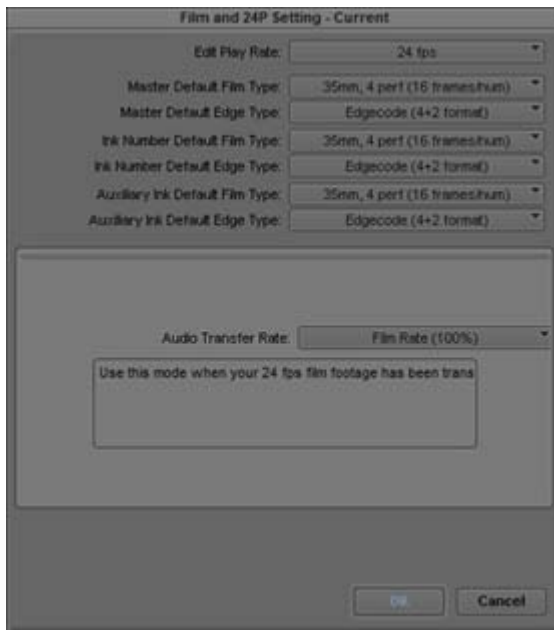 Film and 24P Setting - Current
Edit Play Rate: 24 fps
Master Default Film Type: 35mm, 4 perf (16 frames/num)
Master Default Edge Type: Edgecode (4+2 format)
Ink Number Default Film Type: 35mm, 4 perf (16 frames/num)
Ink Number Default Edge Type: Edgecode (4+2 format)
Auxiliary Ink Default Film Type: 35mm, 4 perf (16 frames/num)
Auxiliary Ink Default Edge Type: Edgecode (4+2 format)
Audio Transfer Rate: Film Rate (100%)
Use this mode when your 24 fps film footage has been trans
OK Cancel